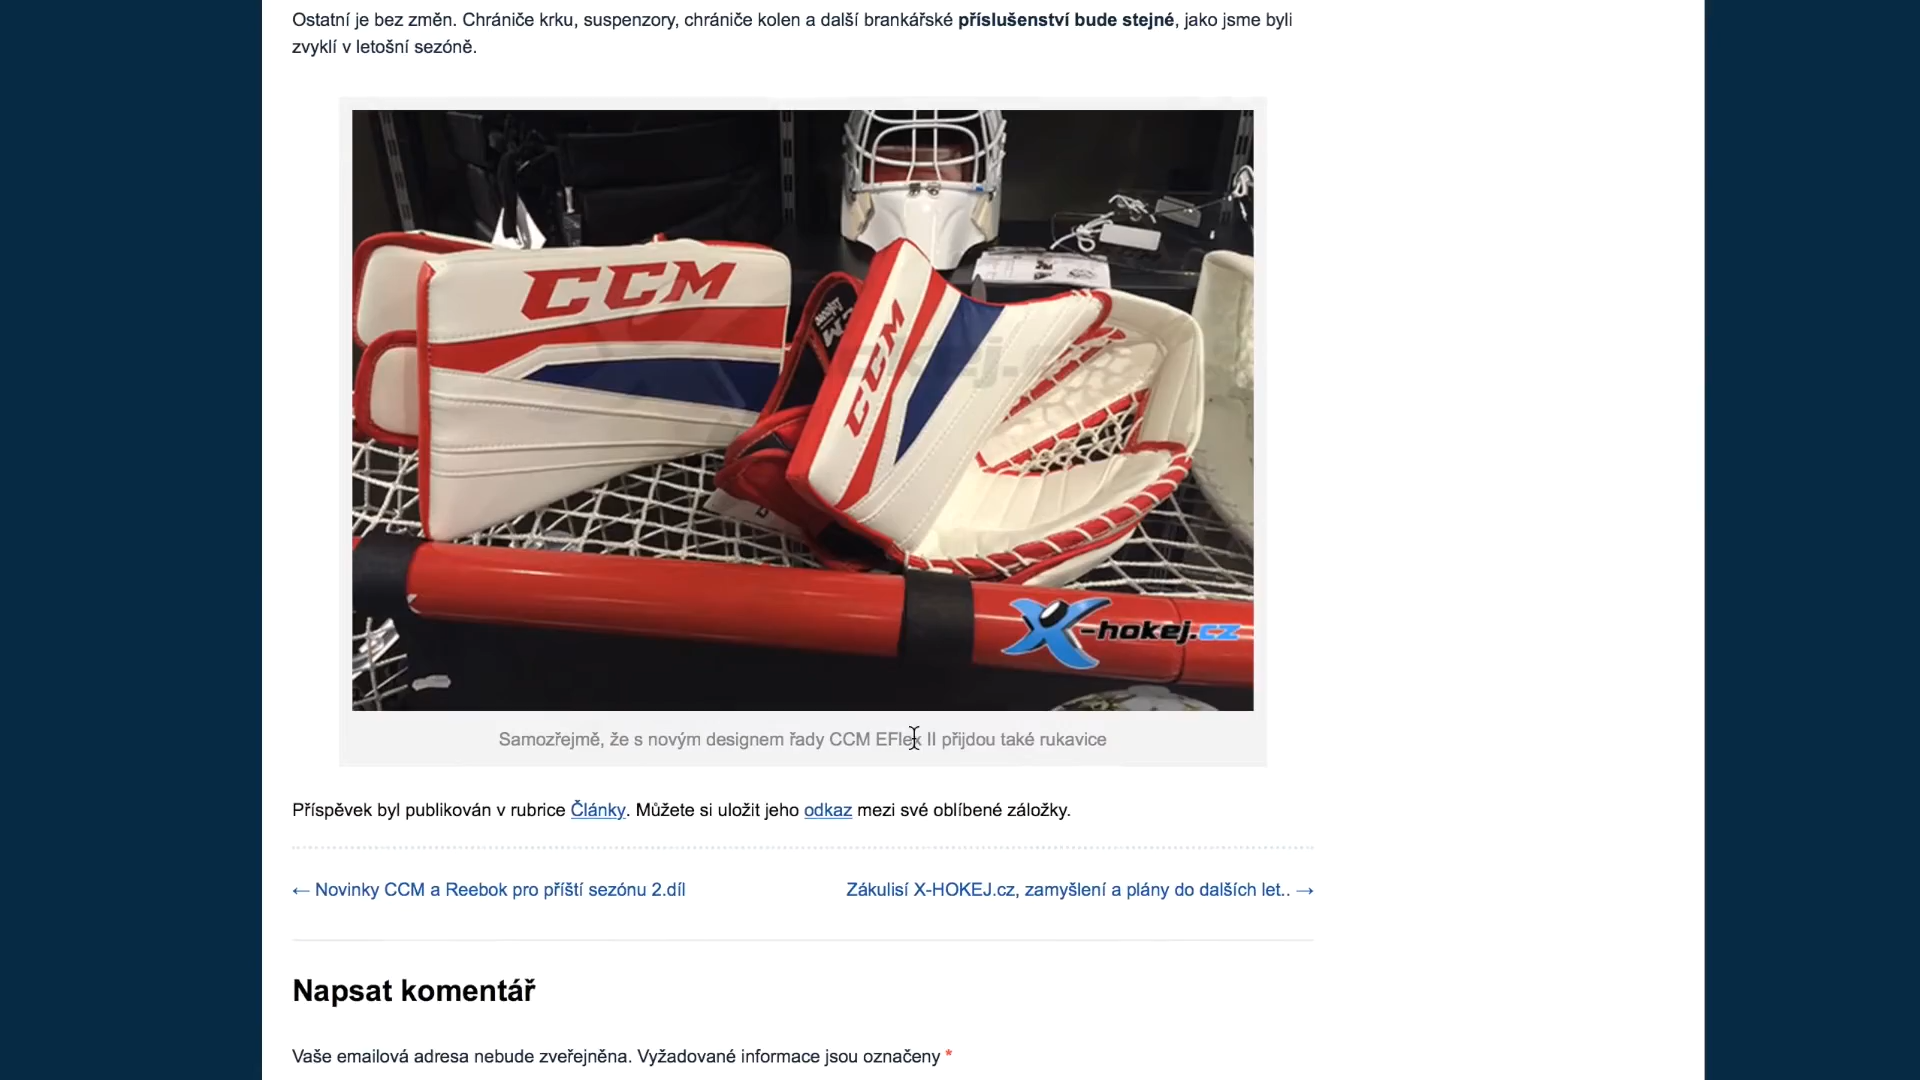 Ostatní je bez změn. Chrániče krku, suspenzory, chrániče kolen a další brankářské příslušenství bude stejné, jako jsme byli
zvyklí v letošní sezóně.
CCM
CCM
X-hokej.cz
Samozřejmě, že s novým designem řady CCM EFlex II přijdou také rukavice
Příspěvek byl publikován v rubrice Články. Můžete si uložit jeho odkaz mezi své oblíbené záložky.
← Novinky CCM a Reebok pro příští sezónu 2.díl
Zákulisí X-HOKEJ.cz, zamyšlení a plány do dalších let.. →
Napsat komentář
Vaše emailová adresa nebude zveřejněna. Vyžadované informace jsou označeny *